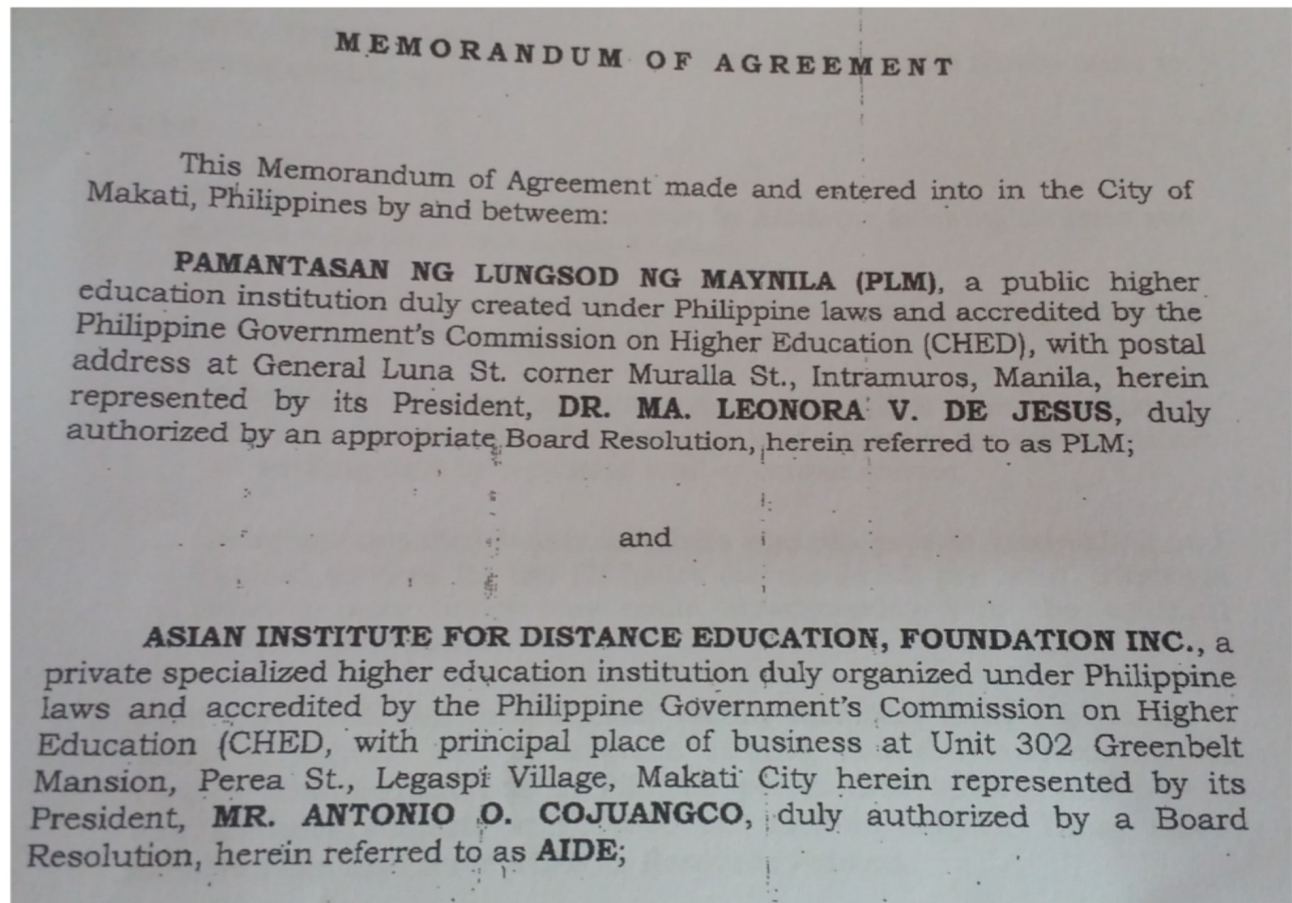 MEMORANDUM OF AGREEMENT
This Memorandum of Agreement made and entered into in the City of
Makati, Philippines by and betweem:
PAMANTASAN NG LUNGSOD NG MAYNILA (PLM), a public higher
education institution duly created under Philippine laws and accredited by the
Philippine Government's Commission on Higher Education (CHED), with postal
address at General Luna St. corner Muralla St., Intramuros, Manila, herein
represented by its President, DR. MA. LEONORA V. DE JESUS, duly
authorized by an appropriate Board Resolution, herein referred to as PLM;
and
ASIAN INSTITUTE FOR DISTANCE EDUCATION, FOUNDATION INC., a
private specialized higher education institution duly organized under Philippine
laws and accredited by the Philippine Government's Commission on Higher
Education (CHED, with principal place of business at Unit 302 Greenbelt
Mansion, Perea St., Legaspi Village, Makati City herein represented by its
President, MR. ANTONIO O. COJUANGCO, duly authorized by a Board
Resolution, herein referred to as AIDE;